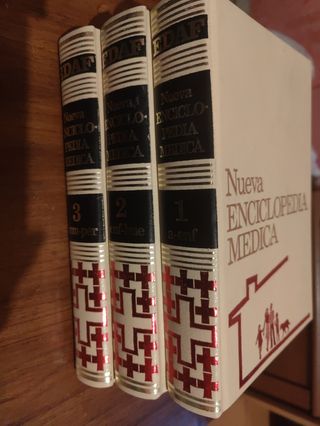 EDAF
Nueva
ENCICLO-
PEDIA
MEDICA
3
EDAF
Nueva
ENCICLO-
PEDIA
MEDICA
2
EDAF
Nueva
ENCICLO-
PEDIA
MEDICA
1
a-enf
Nueva
ENCICLOPEDIA
MEDICA